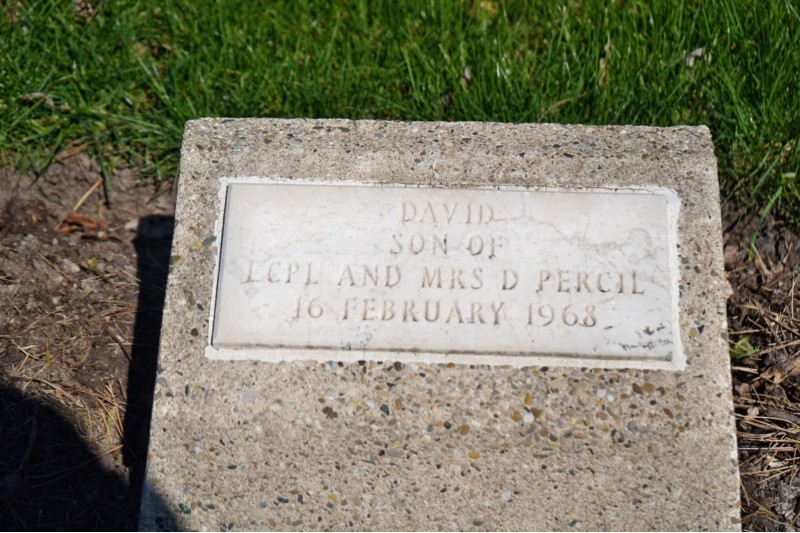 DAVID
SON OF
LCPL AND MRS D PERCIL
16 FEBRUARY 1968